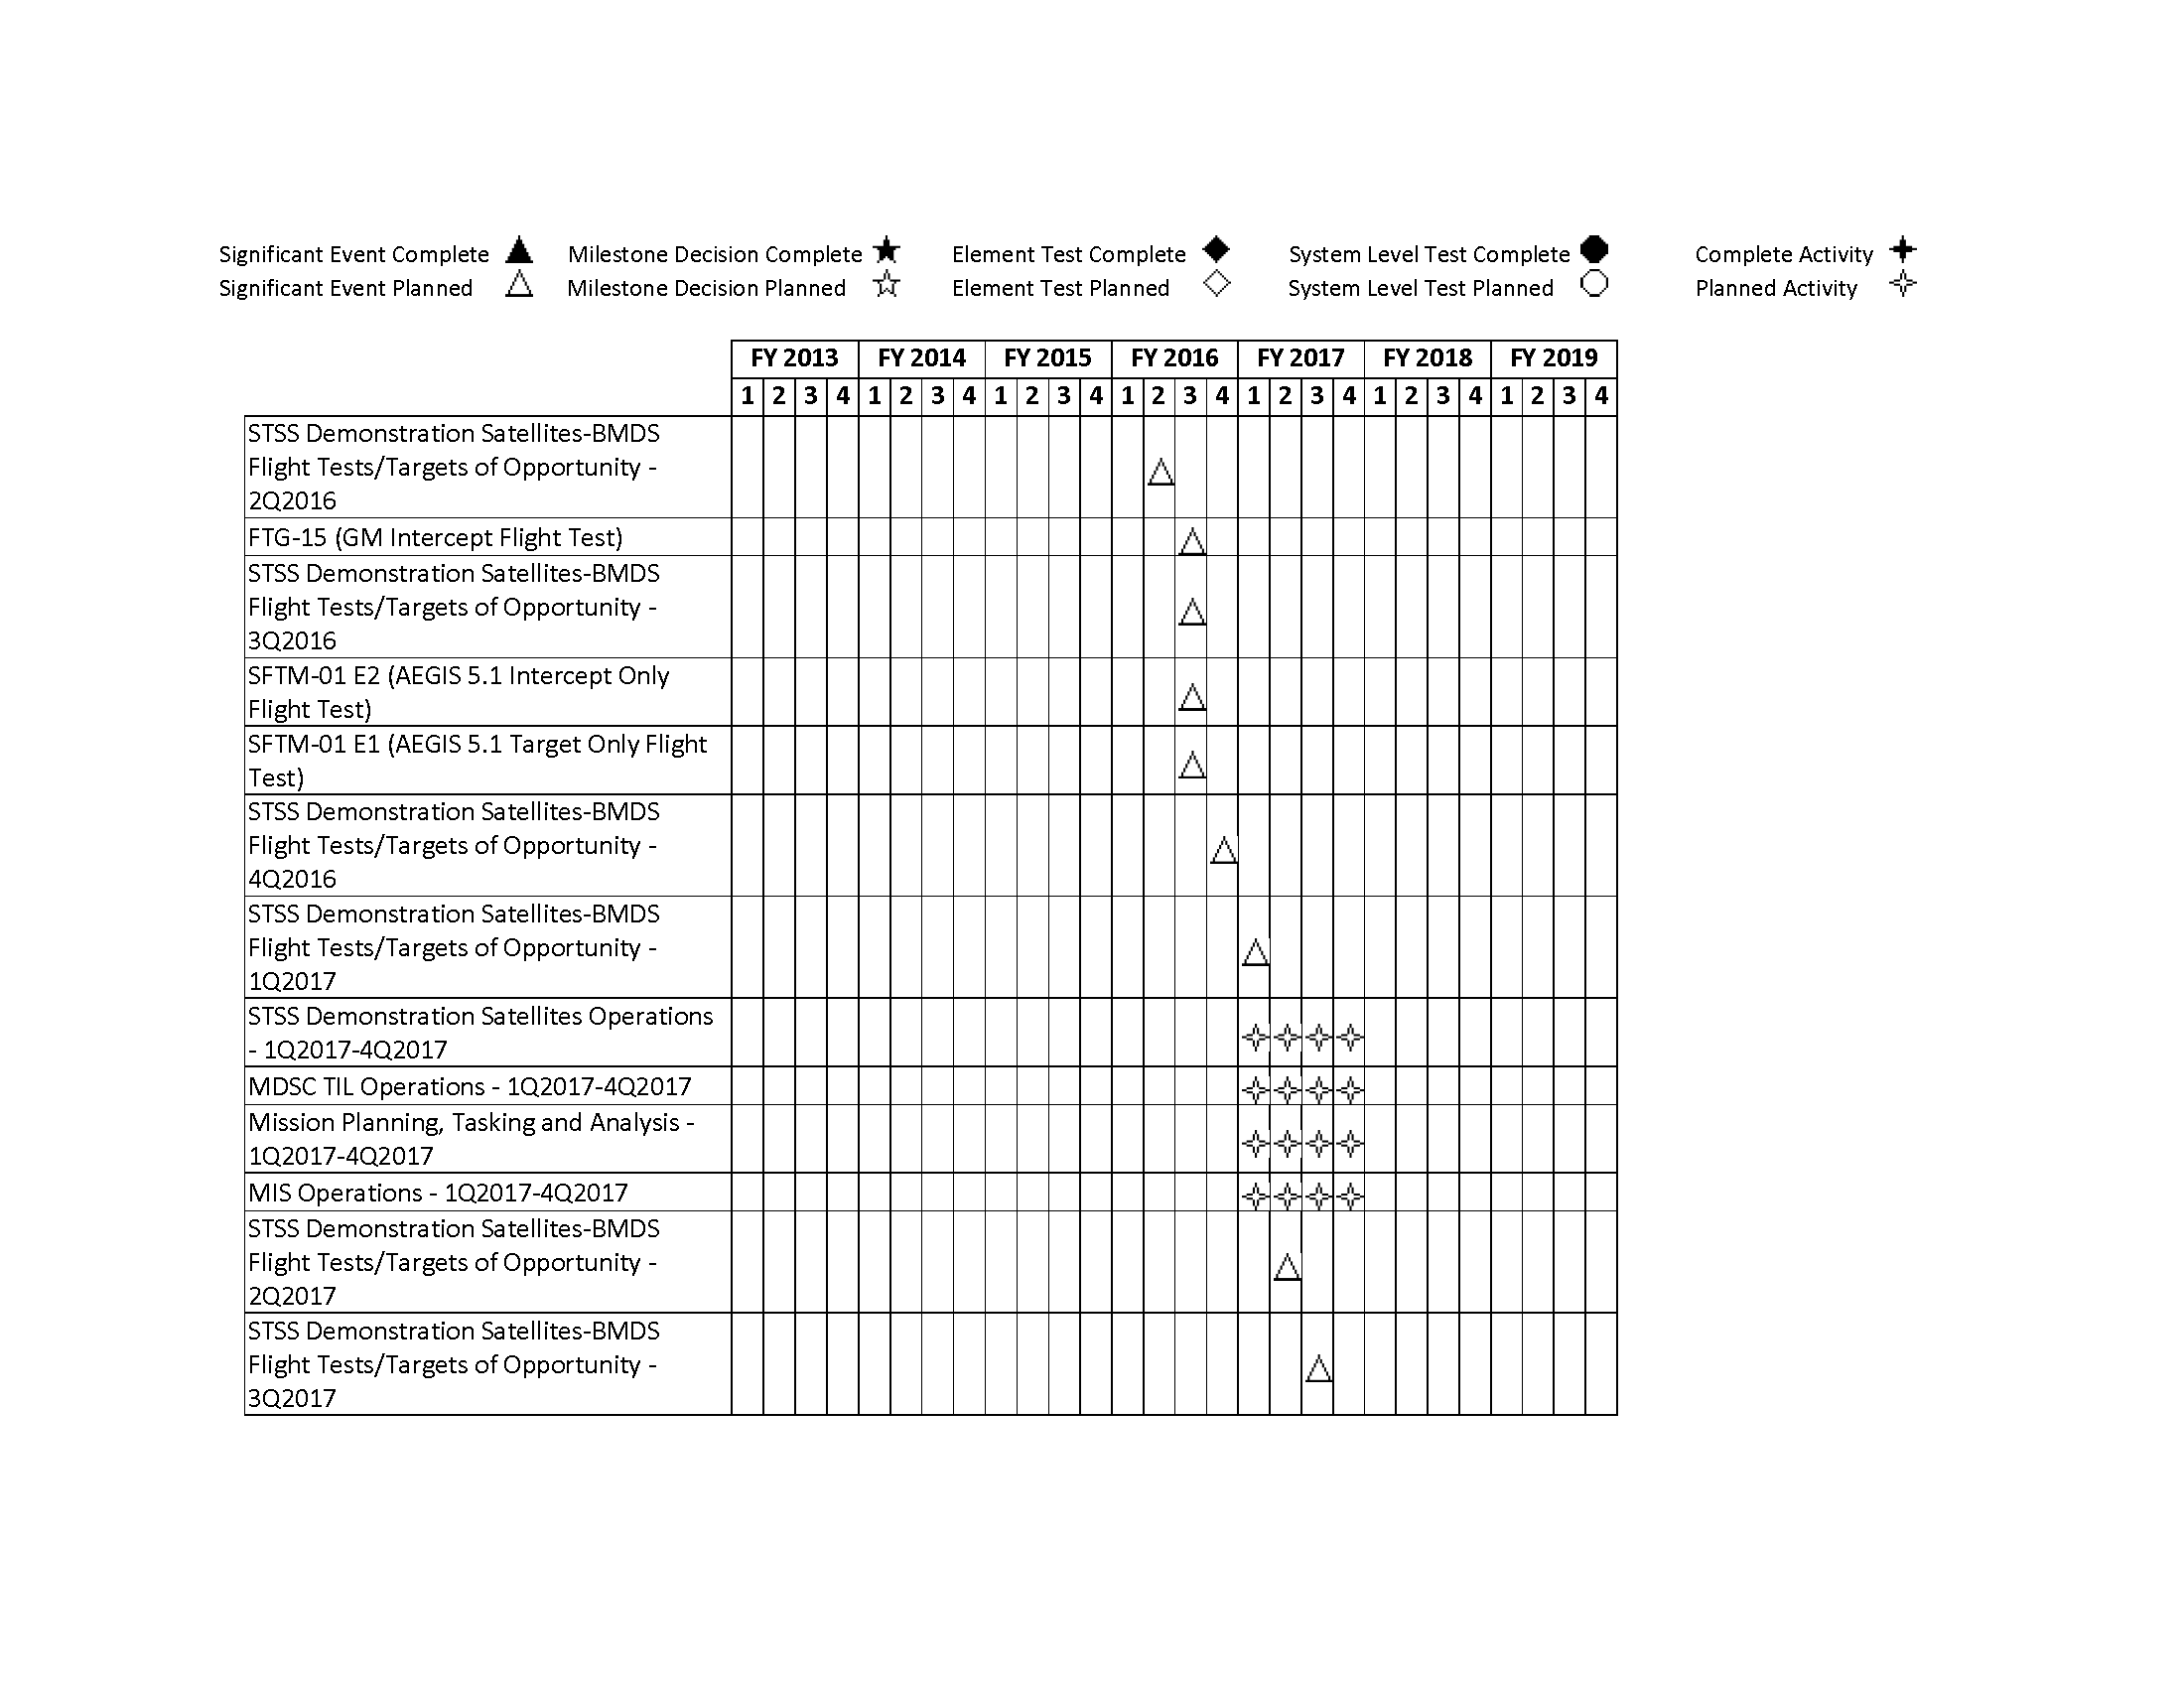 Significant Event Complete Milestone Decision Complete Element Test Complete System Level Test Complete Complete Activity
Significant Event Planned Milestone Decision Planned Element Test Planned System Level Test Planned Planned Activity
FY 2013 FY 2014 FY 2015 FY 2016 FY 2017 FY 2018 FY 2019
1 2 3 4 1 2 3 4 1 2 3 4 1 2 3 4 1 2 3 4 1 2 3 4 1 2 3 4
STSS Demonstration Satellites-BMDS
Flight Tests/Targets of Opportunity -
2Q2016
FTG-15 (GM Intercept Flight Test)
STSS Demonstration Satellites-BMDS
Flight Tests/Targets of Opportunity -
3Q2016
SFTM-01 E2 (AEGIS 5.1 Intercept Only
Flight Test)
SFTM-01 E1 (AEGIS 5.1 Target Only Flight
Test)
STSS Demonstration Satellites-BMDS
Flight Tests/Targets of Opportunity -
4Q2016
STSS Demonstration Satellites-BMDS
Flight Tests/Targets of Opportunity -
1Q2017
STSS Demonstration Satellites Operations
- 1Q2017-4Q2017
MDSC TIL Operations - 1Q2017-4Q2017
Mission Planning, Tasking and Analysis -
1Q2017-4Q2017
MIS Operations - 1Q2017-4Q2017
STSS Demonstration Satellites-BMDS
Flight Tests/Targets of Opportunity -
2Q2017
STSS Demonstration Satellites-BMDS
Flight Tests/Targets of Opportunity -
3Q2017